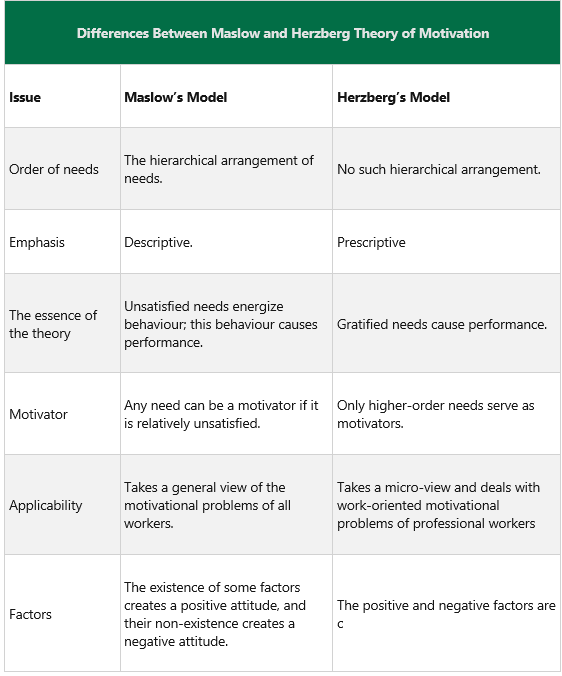 Differences Between Maslow and Herzberg Theory of Motivation
Issue
Maslow's Model
Herzberg's Model
Order of needs
The hierarchical arrangement of
needs.
No such hierarchical arrangement.
Emphasis
Descriptive.
Prescriptive
The essence of
the theory
Unsatisfied needs energize
behaviour; this behaviour causes
performance.
Gratified needs cause performance.
Motivator
Any need can be a motivator if it
is relatively unsatisfied.
Only higher-order needs serve as
motivators.
Applicability
Takes a general view of the
motivational problems of all
workers.
Takes a micro-view and deals with
work-oriented motivational
problems of professional workers
Factors
The existence of some factors
creates a positive attitude, and
their non-existence creates a
negative attitude.
The positive and negative factors are
c